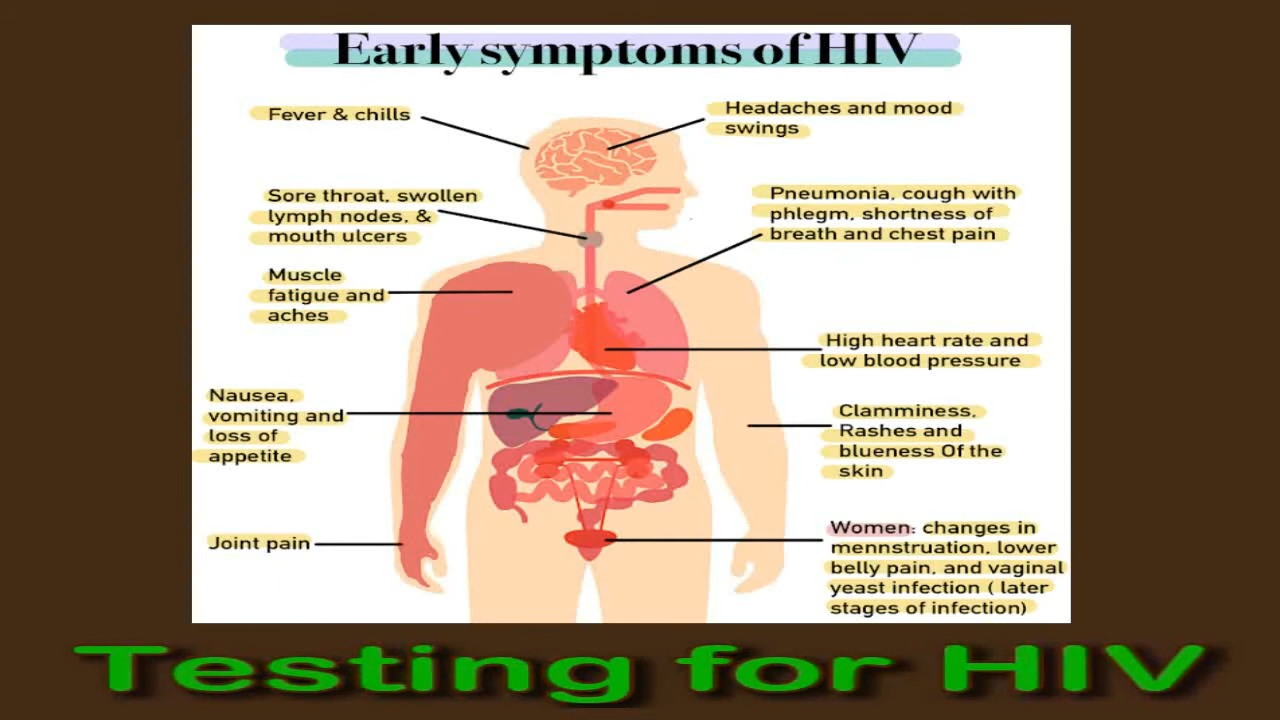 Early symptoms of HIV
Fever & chills
Headaches and mood
swings
Sore throat, swollen
lymph nodes, &
mouth ulcers
Pneumonia, cough with
phlegm, shortness of
breath and chest pain
Muscle
fatigue and
aches
High heart rate and
low blood pressure
Nausea,
vomiting and
loss of
appetite
Clamminess,
Rashes and
blueness Of the
skin
Joint pain
Women: changes in
mennstruation, lower
belly pain, and vaginal
yeast infection ( later
stages of infection)
Testing for HIV